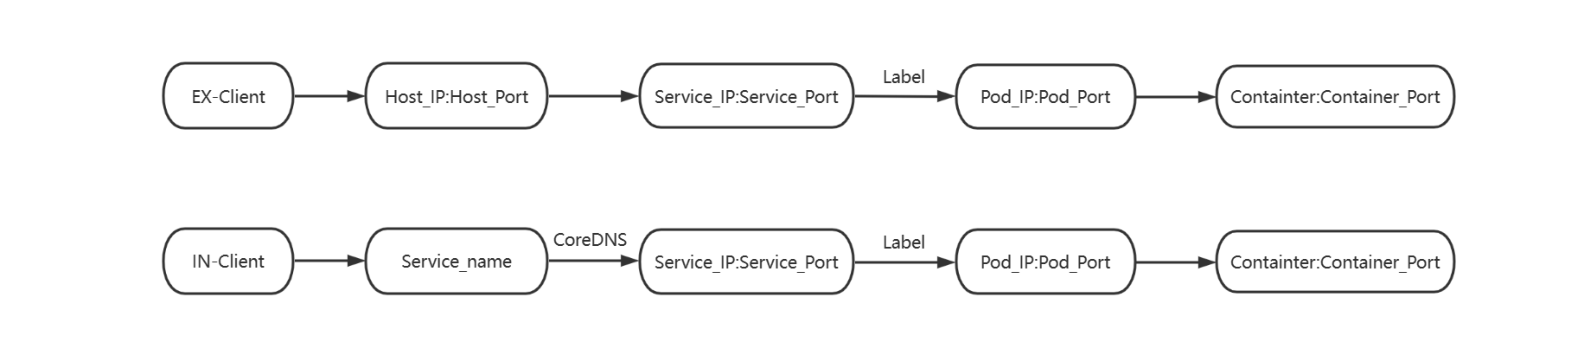 EX-Client
Host_IP:Host_Port
Service_IP:Service_Port
Label
Pod_IP:Pod_Port
Containter:Container_Port
IN-Client
Service_name
CoreDNS
Service_IP:Service_Port
Label
Pod_IP:Pod_Port
Containter:Container_Port